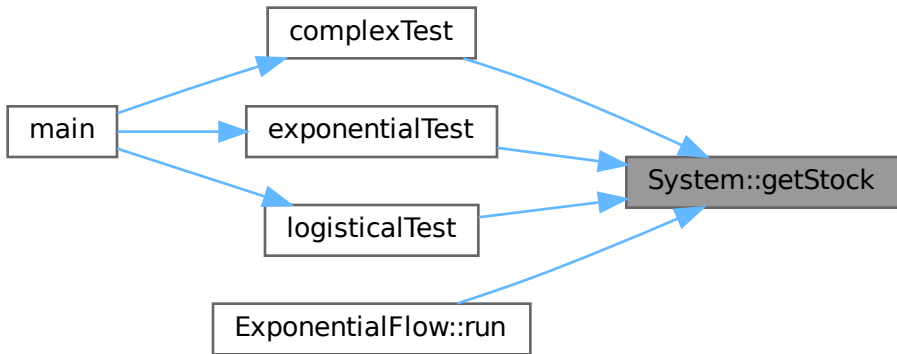 complexTest
main
exponentialTest
System::getStock
logisticalTest
ExponentialFlow::run